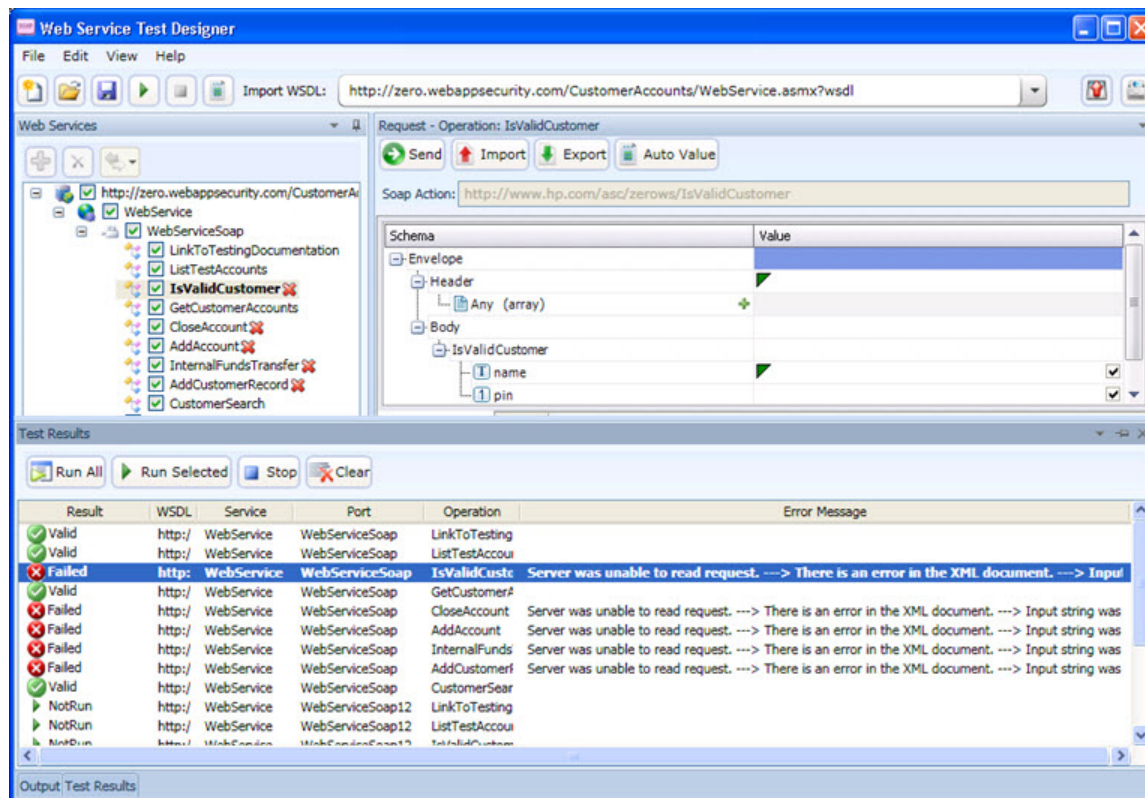 Web Service Test Designer
File Edit View Help
Import WSDL: http://zero.webappsecurity.com/CustomerAccounts/WebService.asmx?wsdl
Web Services
http://zero.webappsecurity.com/CustomerA
WebService
WebServiceSoap
LinkToTestingDocumentation
ListTestAccounts
IsValidCustomer
GetCustomerAccounts
CloseAccount
AddAccount
InternalFundsTransfer
AddCustomerRecord
CustomerSearch
Request - Operation: IsValidCustomer
Send Import Export Auto Value
Soap Action: http://www.hp.com/asc/zerows/IsValidCustomer
Schema Value
Envelope
Header
Any (array)
Body
IsValidCustomer
name
1 pin
Test Results
Run All Run Selected Stop Clear
Result WSDL Service Port Operation Error Message
Valid http:/ WebService WebServiceSoap LinkToTesting
Valid http:/ WebService WebServiceSoap ListTestAccou
Failed http: WebService WebServiceSoap IsValidCusto Server was unable to read request. ---> There is an error in the XML document. ---> Input
Valid http:/ WebService WebServiceSoap GetCustomerA
Failed http:/ WebService WebServiceSoap CloseAccount Server was unable to read request. ---> There is an error in the XML document. ---> Input string was
Failed http:/ WebService WebServiceSoap AddAccount Server was unable to read request. ---> There is an error in the XML document. ---> Input string was
Failed http:/ WebService WebServiceSoap InternalFunds Server was unable to read request. ---> There is an error in the XML document. ---> Input string was
Failed http:/ WebService WebServiceSoap AddCustomerF Server was unable to read request. ---> There is an error in the XML document. ---> Input string was
Valid http:/ WebService WebServiceSoap CustomerSear
NotRun http:/ WebService WebServiceSoap12 LinkToTesting
NotRun http:/ WebService WebServiceSoap12 ListTestAccou
NotRun http:/ WebService WebServiceSoap12 IsValidCustom
Output Test Results